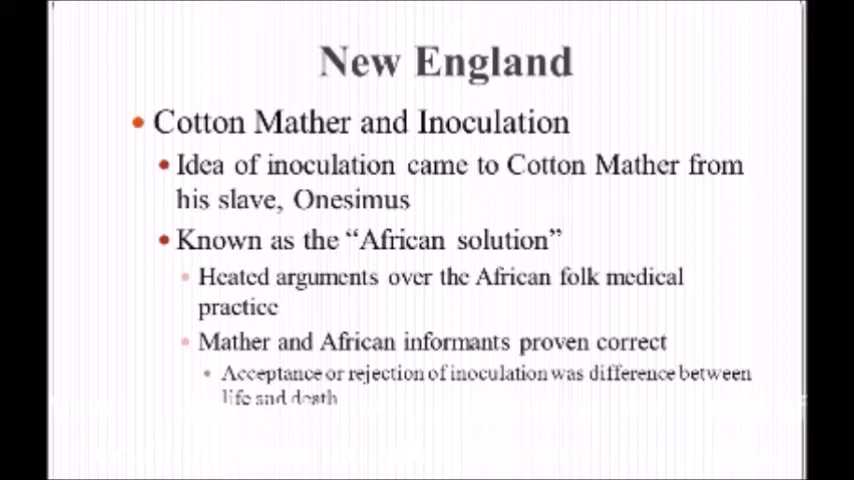 New England
• Cotton Mather and Inoculation
• Idea of inoculation came to Cotton Mather from
his slave, Onesimus
• Known as the “African solution”
• Heated arguments over the African folk medical
practice
• Mather and African informants proven correct
• Acceptance or rejection of inoculation was difference between
life and death